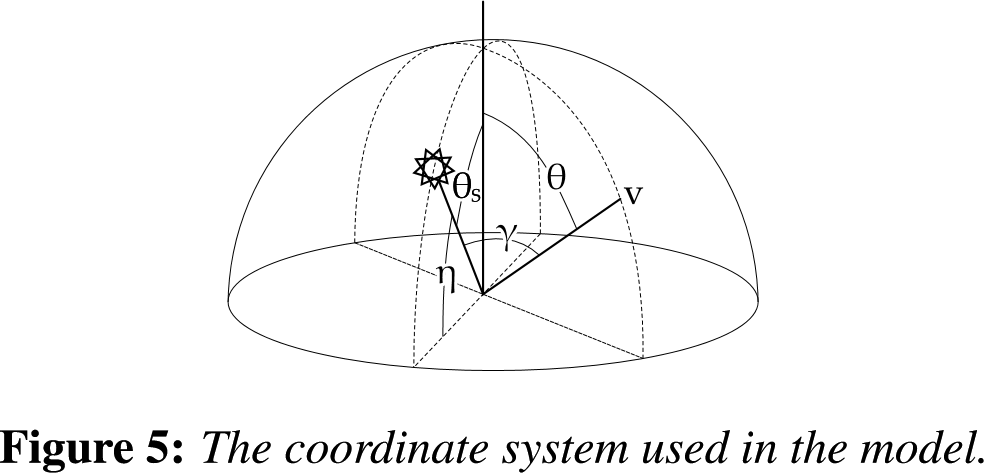 θs
θ
v
γ
η
Figure 5: The coordinate system used in the model.